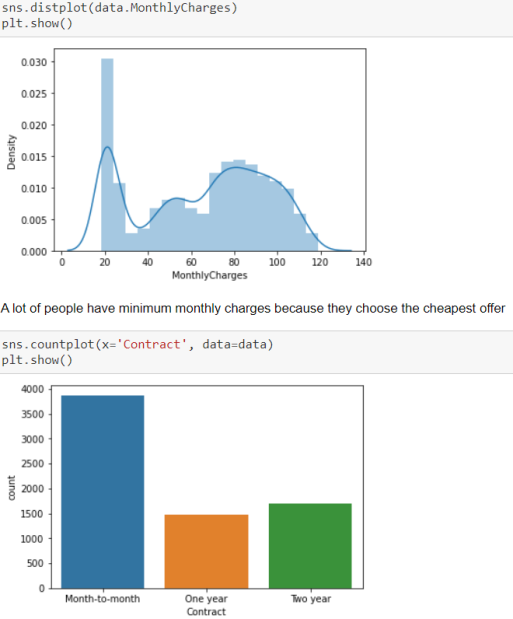 sns.distplot(data.MonthlyCharges)
plt.show()
0.030
0.025
0.020
0.015
0.010
0.005
0.000
Density
0 20 40 60 80 100 120 140
MonthlyCharges
A lot of people have minimum monthly charges because they choose the cheapest offer
sns.countplot(x='Contract', data=data)
plt.show()
4000
3500
3000
2500
2000
1500
1000
500
0
count
Month-to-month One year Two year
Contract